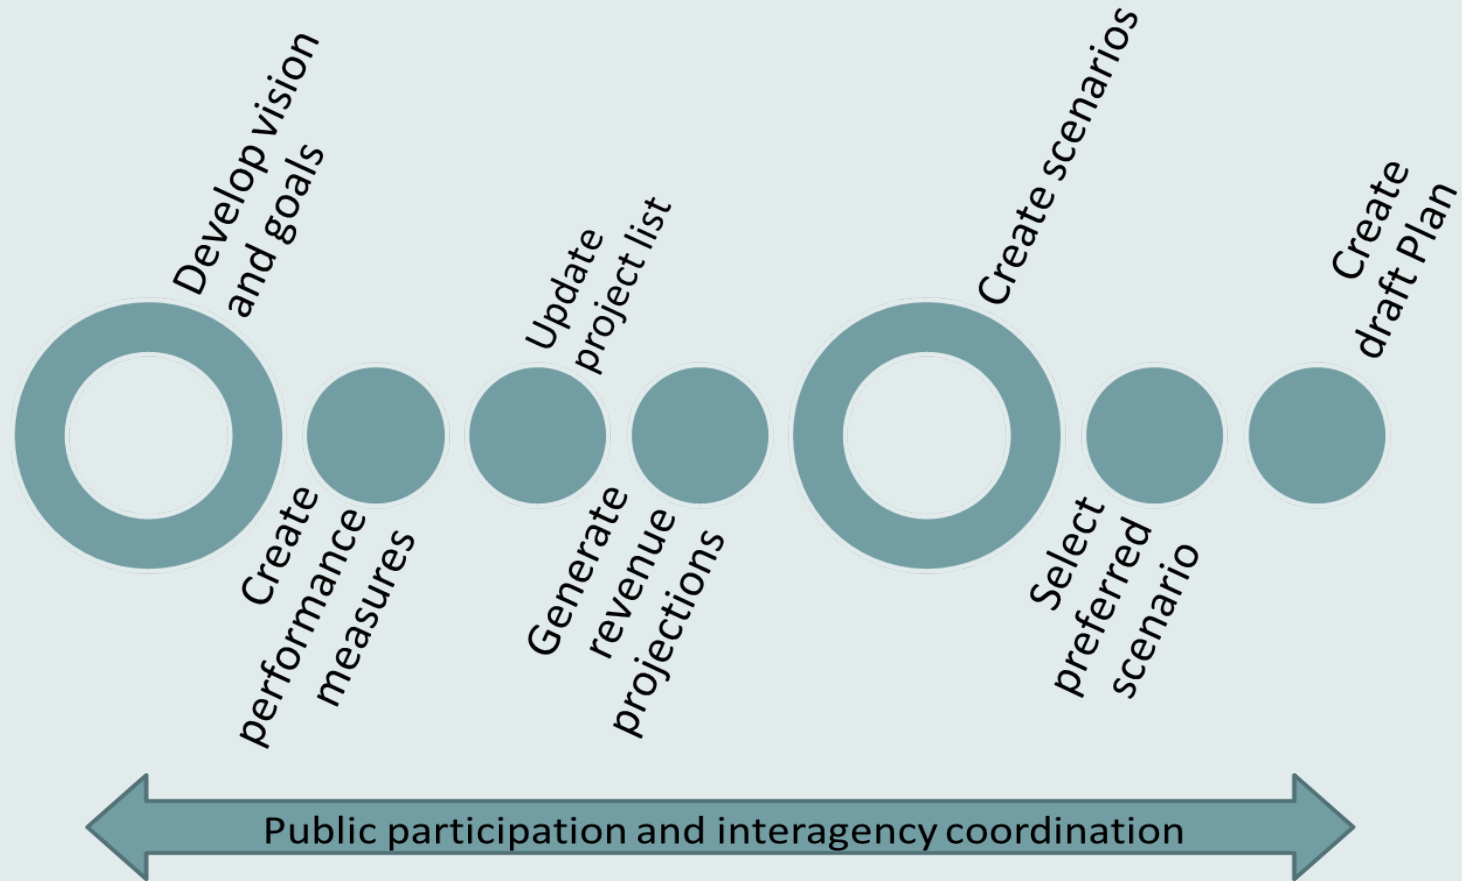 Develop vision
and goals
Create
performance
measures
Update
project list
Generate
revenue
projections
Create scenarios
Select
preferred
scenario
Create
draft Plan
Public participation and interagency coordination